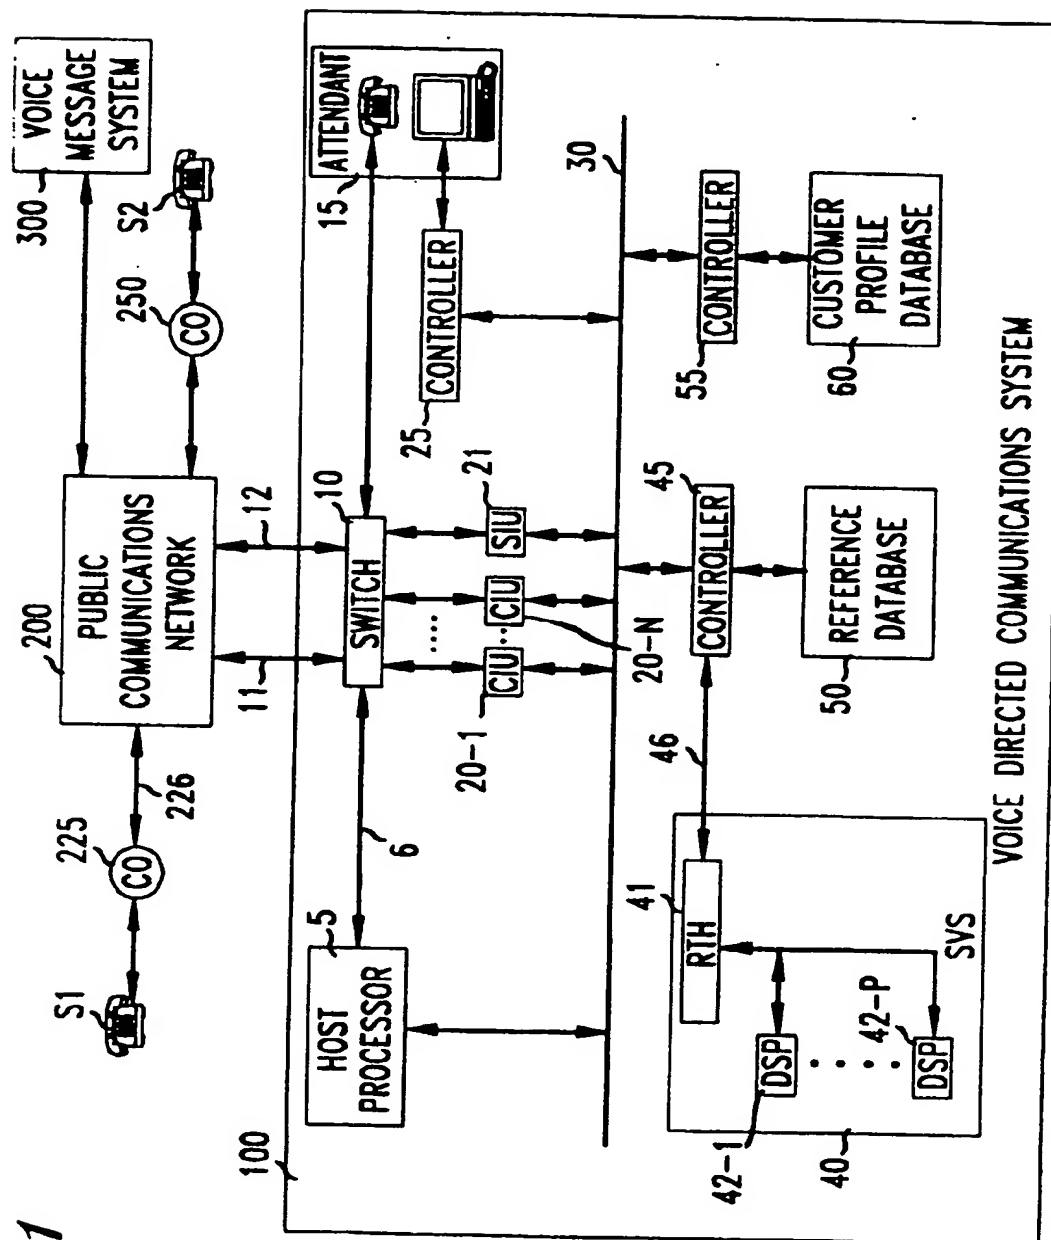 1
100
S1
225
CO
226
200
PUBLIC
COMMUNICATIONS
NETWORK
250
CO
S2
300
VOICE
MESSAGE
SYSTEM
11
12
HOST
PROCESSOR
5
6
SWITCH
10
15
ATTENDANT
25
CONTROLLER
20-1
CIU
CIU
20-N
SIU
21
30
40
42-1
DSP
42-P
DSP
RTH
41
SVS
46
CONTROLLER
45
50
REFERENCE
DATABASE
55
CONTROLLER
60
CUSTOMER
PROFILE
DATABASE
VOICE DIRECTED COMMUNICATIONS SYSTEM